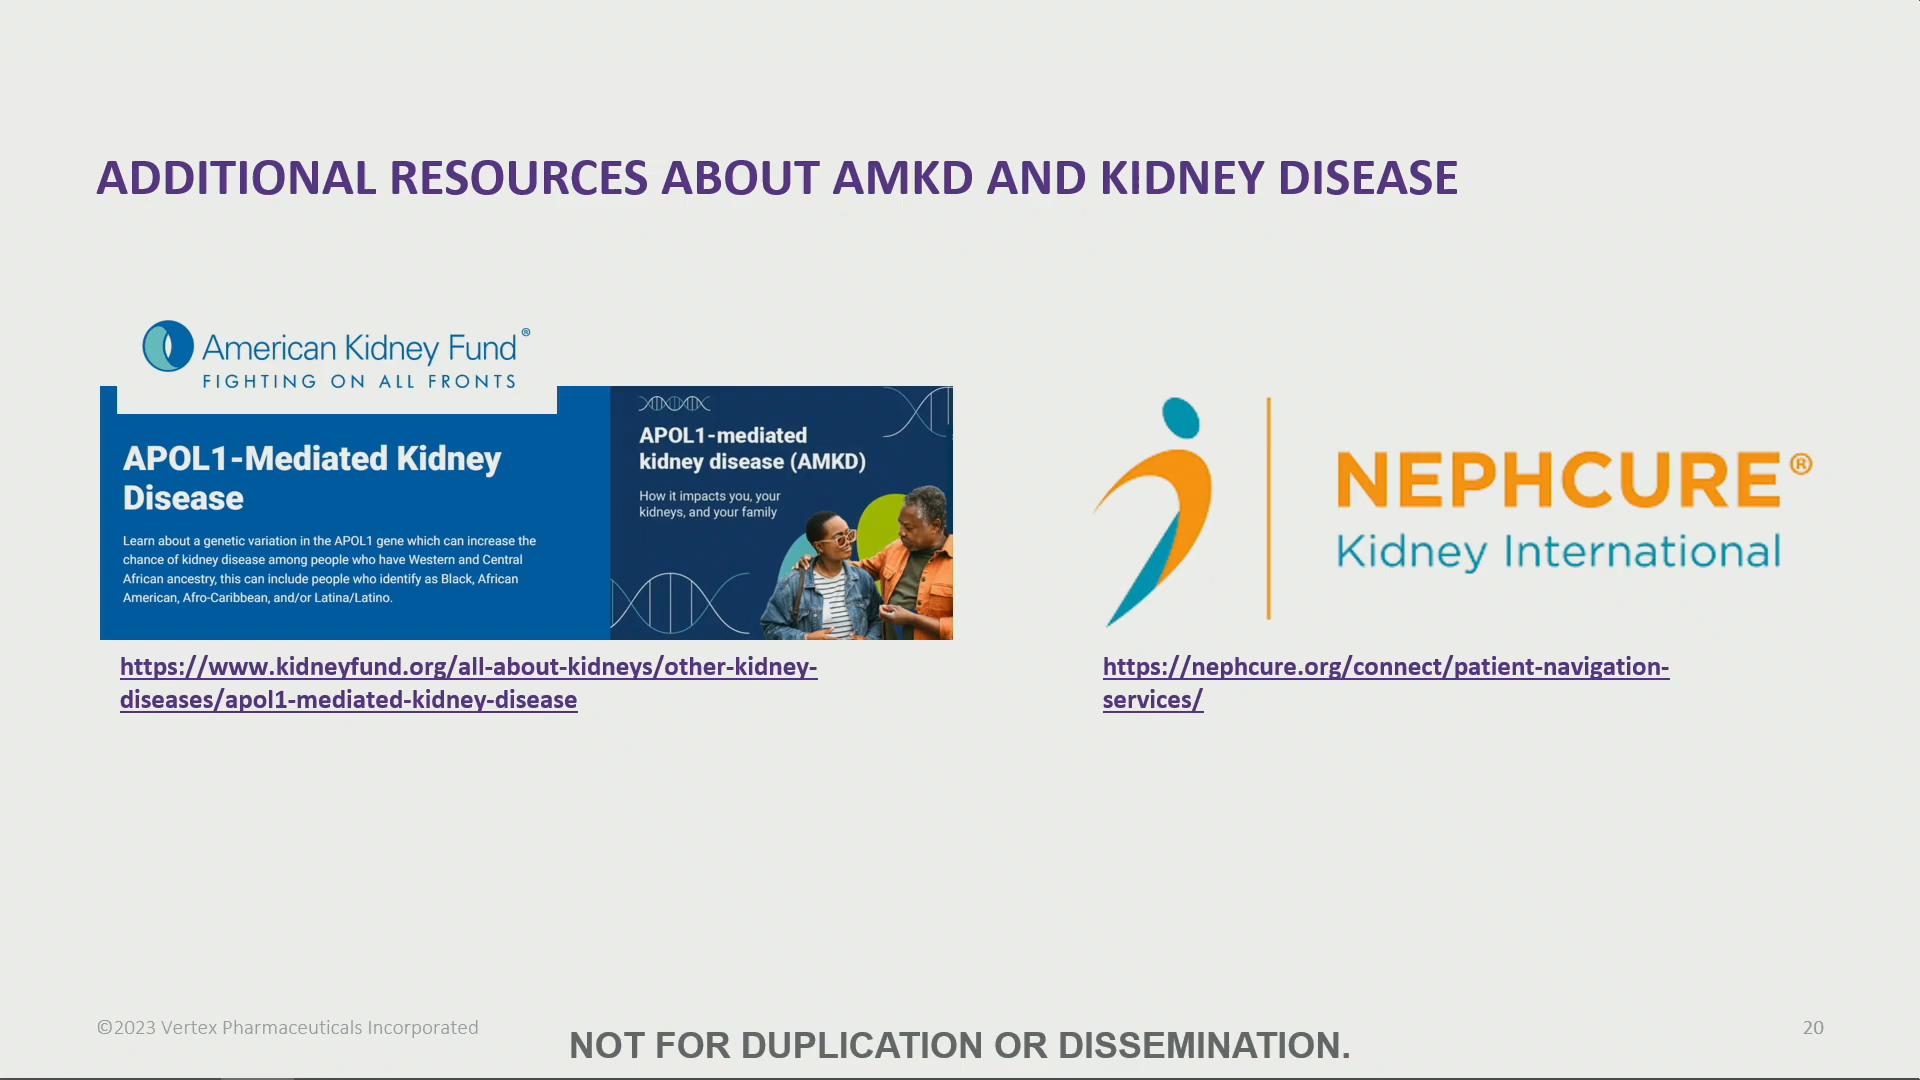 ADDITIONAL RESOURCES ABOUT AMKD AND KIDNEY DISEASE
American Kidney Fund®
FIGHTING ON ALL FRONTS
APOL1-Mediated Kidney
Disease
Learn about a genetic variation in the APOL1 gene which can increase the
chance of kidney disease among people who have Western and Central
African ancestry, this can include people who identify as Black, African
American, Afro-Caribbean, and/or Latina/Latino.
APOL1-mediated
kidney disease (AMKD)
How it impacts you, your
kidneys, and your family
https://www.kidneyfund.org/all-about-kidneys/other-kidney-
diseases/apol1-mediated-kidney-disease
NEPHCURE®
Kidney International
https://nephcure.org/connect/patient-navigation-
services/
©2023 Vertex Pharmaceuticals Incorporated
NOT FOR DUPLICATION OR DISSEMINATION.
20